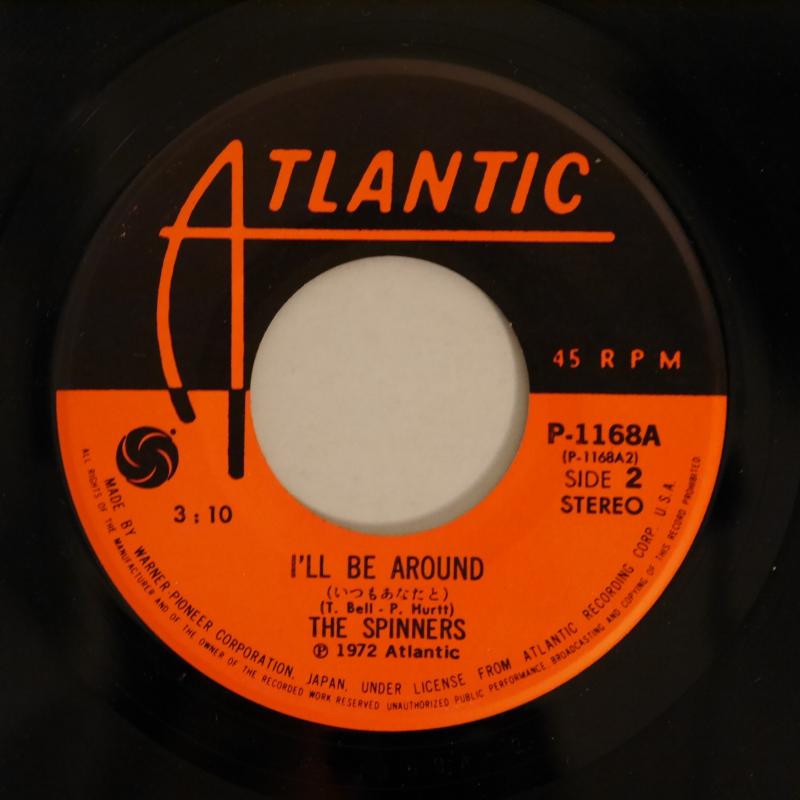 ATLANTIC
45 RPM
P-1168A
(P-1168A2)
SIDE 2
STEREO
3:10
I'LL BE AROUND
(いつもあなたと)
(T. Bell - P. Hurtt)
THE SPINNERS
℗ 1972 Atlantic
MADE BY WARNER PIONEER CORPORATION, JAPAN, UNDER LICENSE FROM ATLANTIC RECORDING CORP. U.S.A.
ALL RIGHTS OF THE MANUFACTURER AND OF THE OWNER OF THE RECORDED WORK RESERVED UNAUTHORIZED PUBLIC PERFORMANCE BROADCASTING AND COPYING OF THIS RECORD PROHIBITED